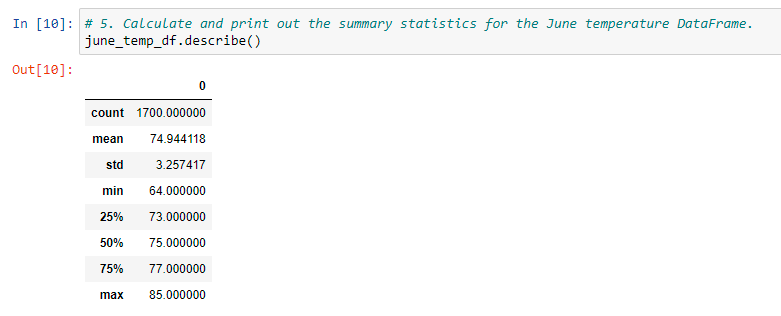 In [10]: # 5. Calculate and print out the summary statistics for the June temperature DataFrame.
june_temp_df.describe()
Out[10]:
0
count 1700.000000
mean 74.944118
std 3.257417
min 64.000000
25% 73.000000
50% 75.000000
75% 77.000000
max 85.000000